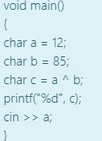 void main()
{
char a = 12;
char b = 85;
char c = a ^ b;
printf("%d", c);
cin >> a;
}